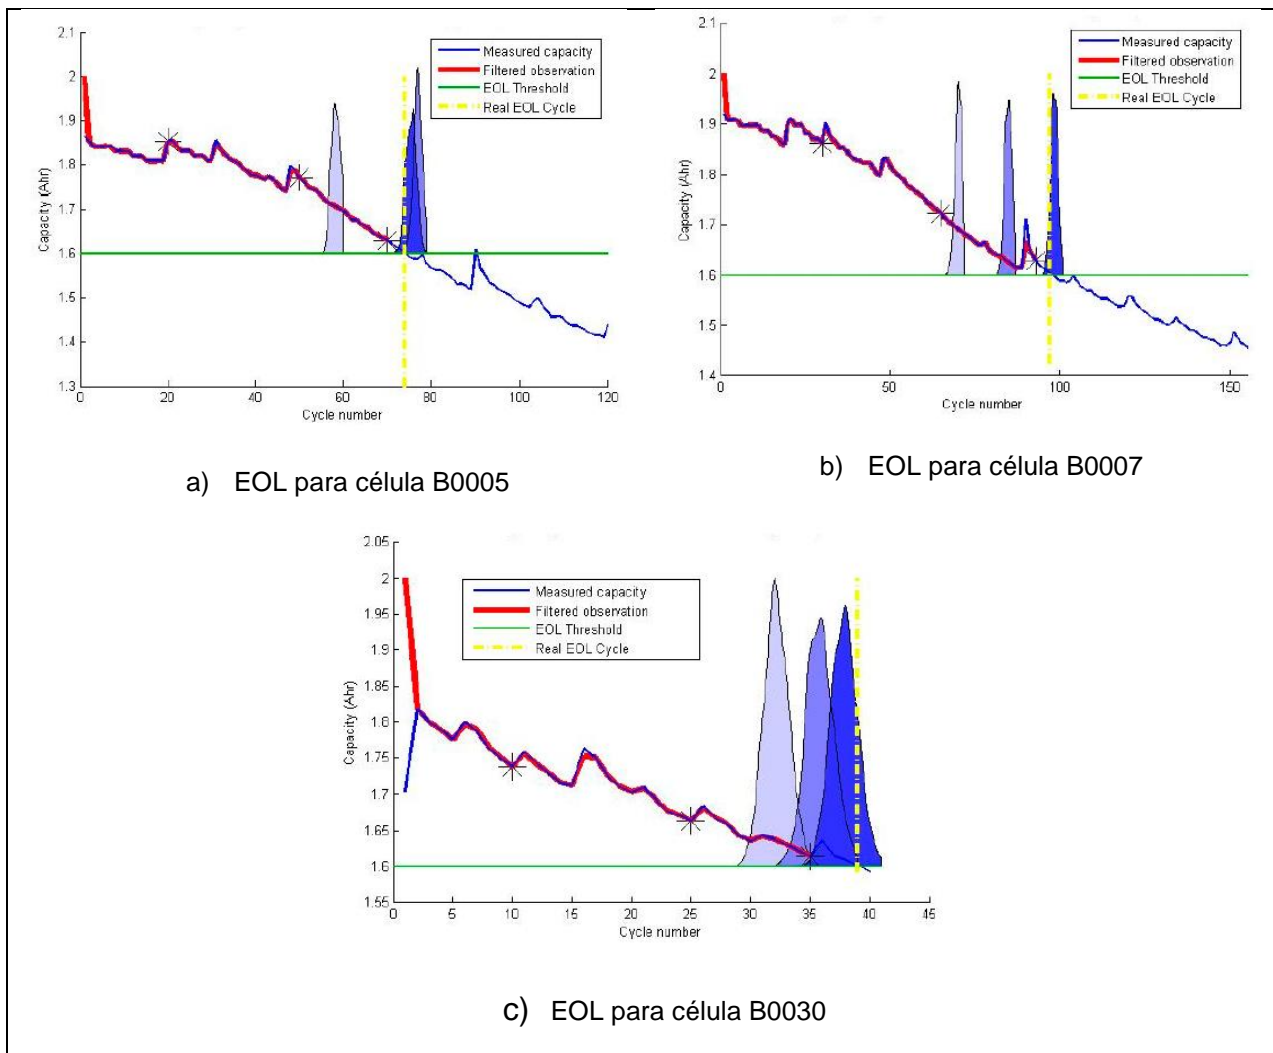 2.1
2
1.9
1.8
1.7
1.6
1.5
1.4
1.3
Capacity (Ahr)
Measured capacity
Filtered observation
EOL Threshold
Real EOL Cycle
0 20 40 60 80 100 120
Cycle number
a) EOL para célula B0005
2.1
2
1.9
1.8
1.7
1.6
1.5
1.4
Capacity (Ahr)
Measured capacity
Filtered observation
EOL Threshold
Real EOL Cycle
0 50 100 150
Cycle number
b) EOL para célula B0007
2.05
2
1.95
1.9
1.85
1.8
1.75
1.7
1.65
1.6
1.55
Capacity (Ahr)
Measured capacity
Filtered observation
EOL Threshold
Real EOL Cycle
0 5 10 15 20 25 30 35 40 45
Cycle number
c) EOL para célula B0030